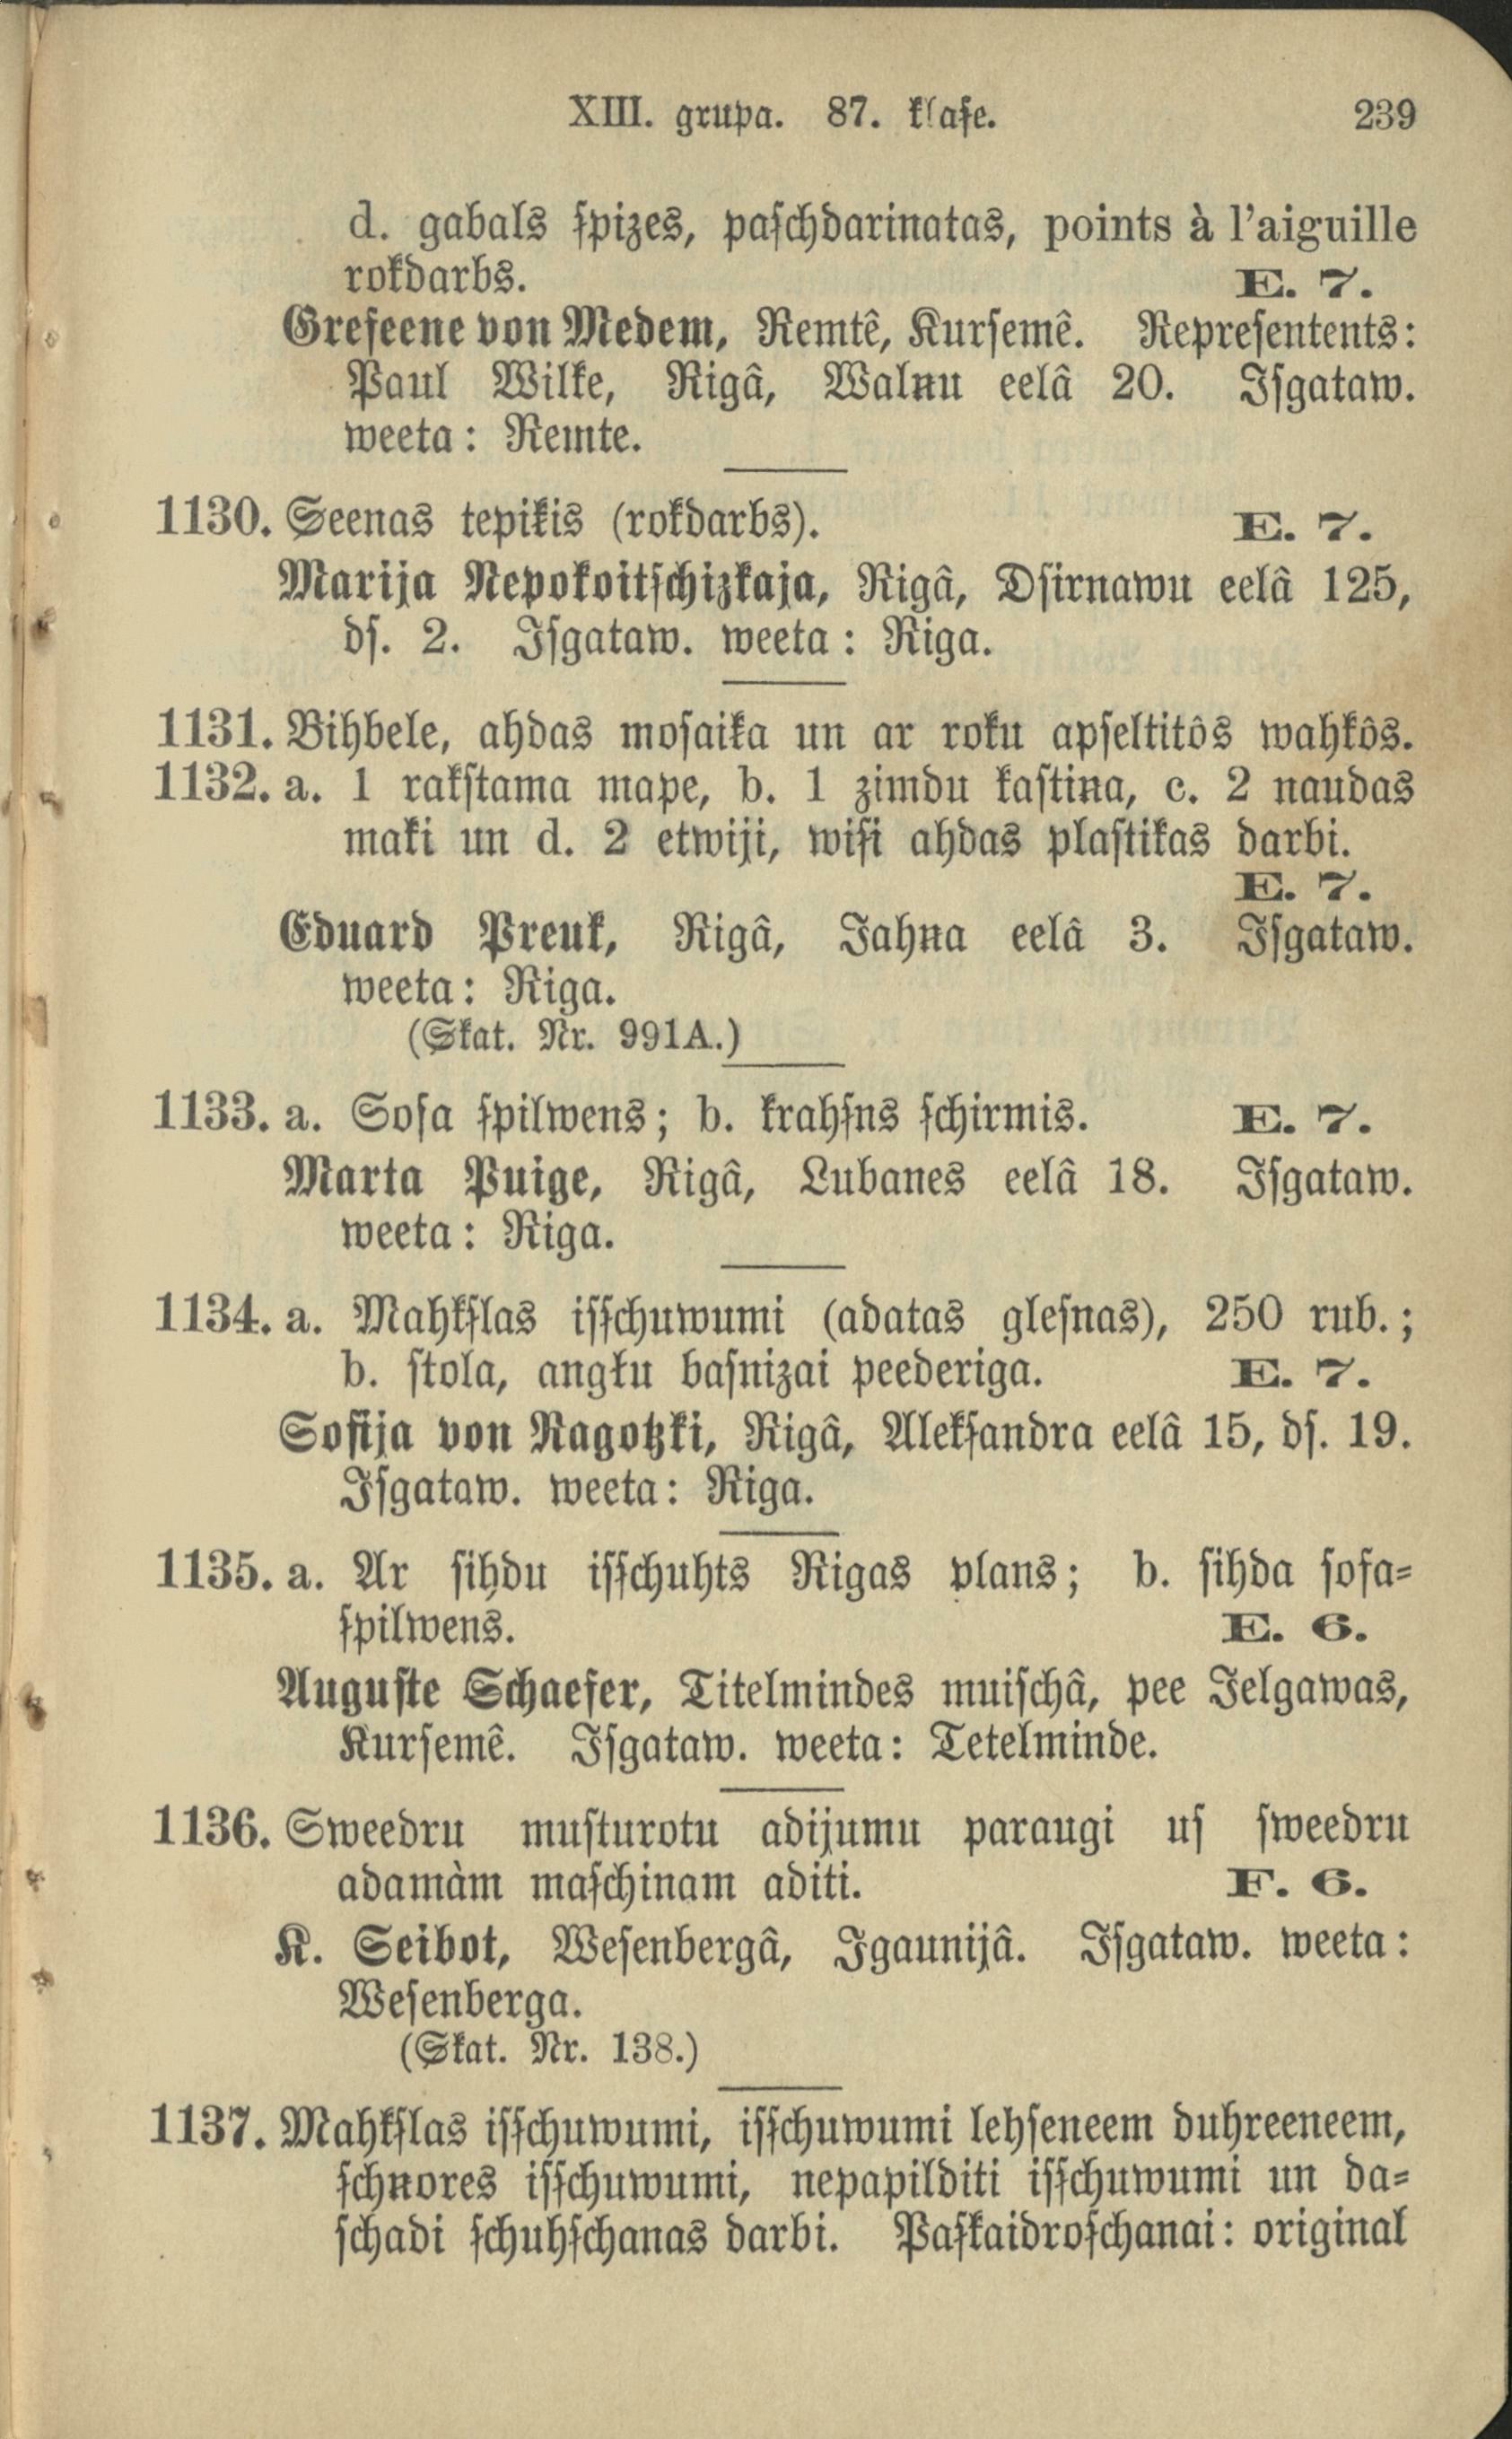 XIII. grupa. 87. klaſe. 239
d. gabals ſpizes, paſchdarinatas, points à l'aiguille
rokdarbs. E. 7.
Grefeene von Medem, Remtê, Kurſemê. Repreſentents:
Paul Wilke, Rigâ, Walņu eelâ 20. Iſgataw.
weeta: Remte.
1130. Seenas tepiķis (rokdarbs). E. 7.
Marija Nepokoitſchizkaja, Rigâ, Dſirnawu eelâ 125,
dſ. 2. Iſgataw. weeta: Riga.
1131. Bihbele, ahdas moſaika un ar roku apſeltitôs wahkôs.
1132. a. 1 rakſtama mape, b. 1 zimdu kaſtiņa, c. 2 naudas
maki un d. 2 etwiji, wiſi ahdas plaſtikas darbi.
E. 7.
Eduard Preuk, Rigâ, Jahņa eelâ 3. Iſgataw.
weeta: Riga.
(Skat. Nr. 991A.)
1133. a. Sofa ſpilwens; b. krahſns ſchirmis. E. 7.
Marta Puige, Rigâ, Lubanes eelâ 18. Iſgataw.
weeta: Riga.
1134. a. Mahkſlas iſſchuwumi (adatas gleſnas), 250 rub.;
b. ſtola, angłu baſnizai peederiga. E. 7.
Sofija von Ragotzki, Rigâ, Alekſandra eelâ 15, dſ. 19.
Iſgataw. weeta: Riga.
1135. a. Ar ſihdu iſſchuhts Rigas plans; b. ſihda ſofa-
ſpilwens. E. 6.
Auguſte Schaefer, Titelmindes muiſchâ, pee Jelgawas,
Kurſemê. Iſgataw. weeta: Tetelminde.
1136. Sweedru muſturotu adijumu paraugi uſ ſweedru
adamàm maſchinam aditi. F. 6.
K. Seibot, Weſenbergâ, Igaunijâ. Iſgataw. weeta:
Weſenberga.
(Skat. Nr. 138.)
1137. Mahkſlas iſſchuwumi, iſſchuwumi lehſeneem duhreeneem,
ſchņores iſſchuwumi, nepapilditi iſſchuwumi un da-
ſchadi ſchuhſchanas darbi. Paſkaidroſchanai: original